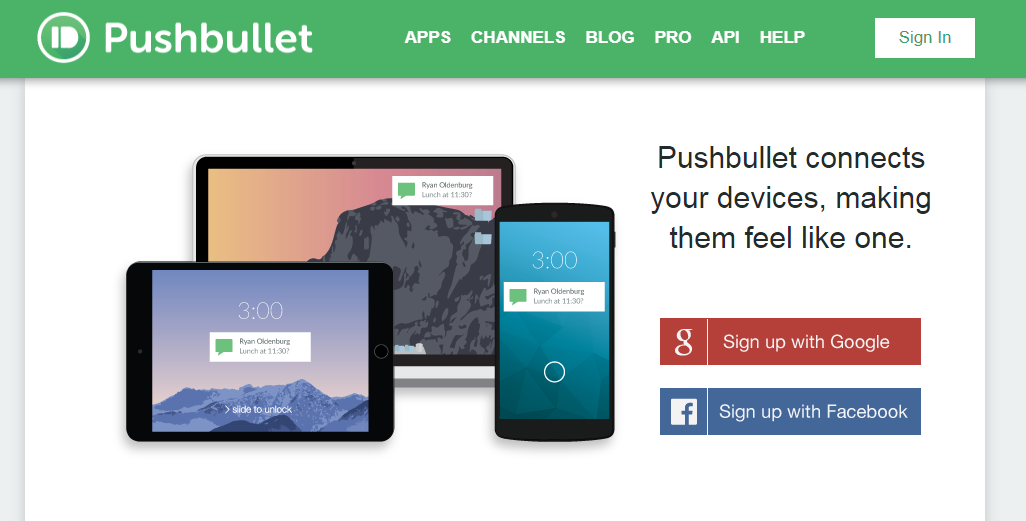 Pushbullet
APPS CHANNELS BLOG PRO API HELP
Sign In
Pushbullet connects
your devices, making
them feel like one.
Ryan Oldenburg
Lunch at 11:30?
3:00
Ryan Oldenburg
Lunch at 11:30?
3:00
Ryan Oldenburg
Lunch at 11:30?
> slide to unlock
g Sign up with Google
f Sign up with Facebook